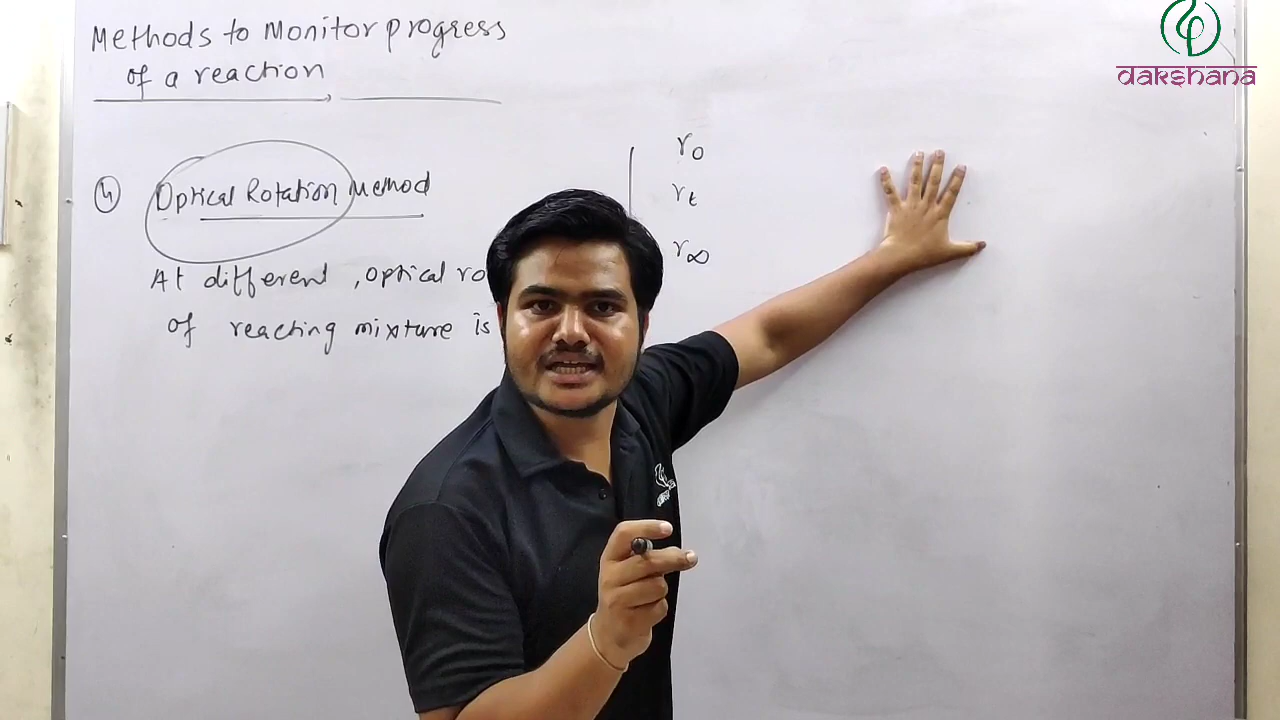 Methods to Monitor progress
of a reaction
4 Optical Rotation Method
At different , optical ro
of reacting mixture is
r0
rt
r∞
dakshana